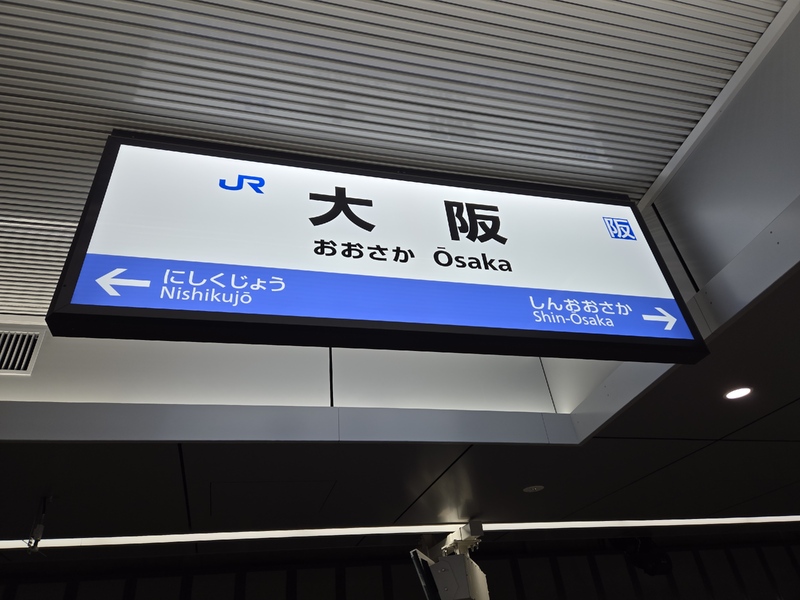 JR
大阪
阪
おおさか Ōsaka
← にしくじょう
Nishikujō
しんおおさか →
Shin-Ōsaka